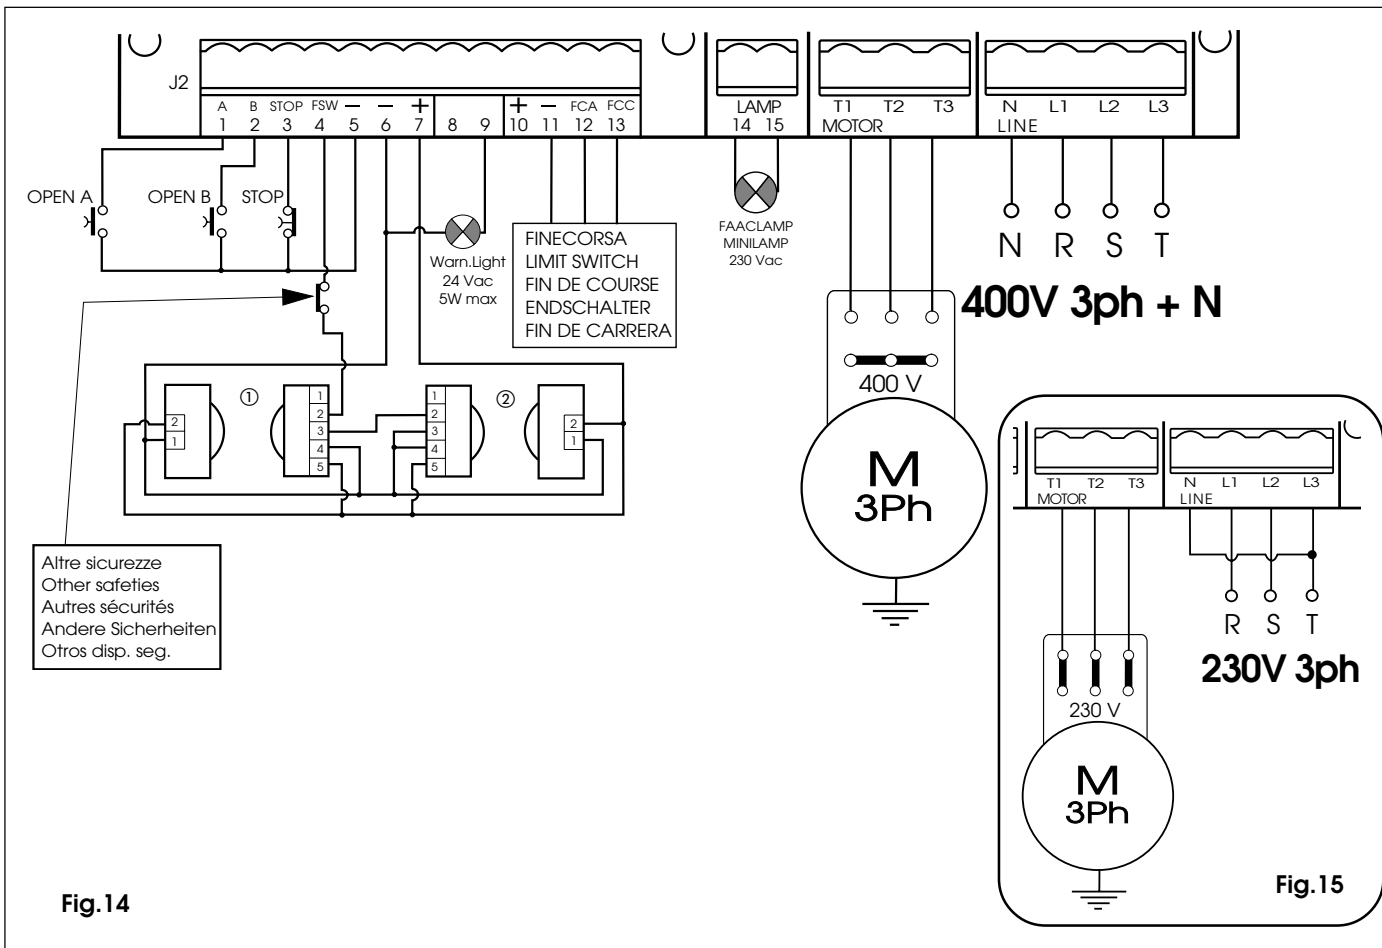 J2
A B STOP FSW – – + + – FCA FCC
1 2 3 4 5 6 7 8 9 10 11 12 13
LAMP
14 15
T1 T2 T3
MOTOR
N L1 L2 L3
LINE
OPEN A
OPEN B
STOP
Warn.Light
24 Vac
5W max
FINECORSA
LIMIT SWITCH
FIN DE COURSE
ENDSCHALTER
FIN DE CARRERA
FAACLAMP
MINILAMP
230 Vac
N R S T
400V 3ph + N
400 V
M
3Ph
2
1
①
1
2
3
4
5
1
2
3
4
5
②
2
1
Altre sicurezze
Other safeties
Autres sécurités
Andere Sicherheiten
Otros disp. seg.
Fig.14
T1 T2 T3
MOTOR
N L1 L2 L3
LINE
R S T
230V 3ph
230 V
M
3Ph
Fig.15